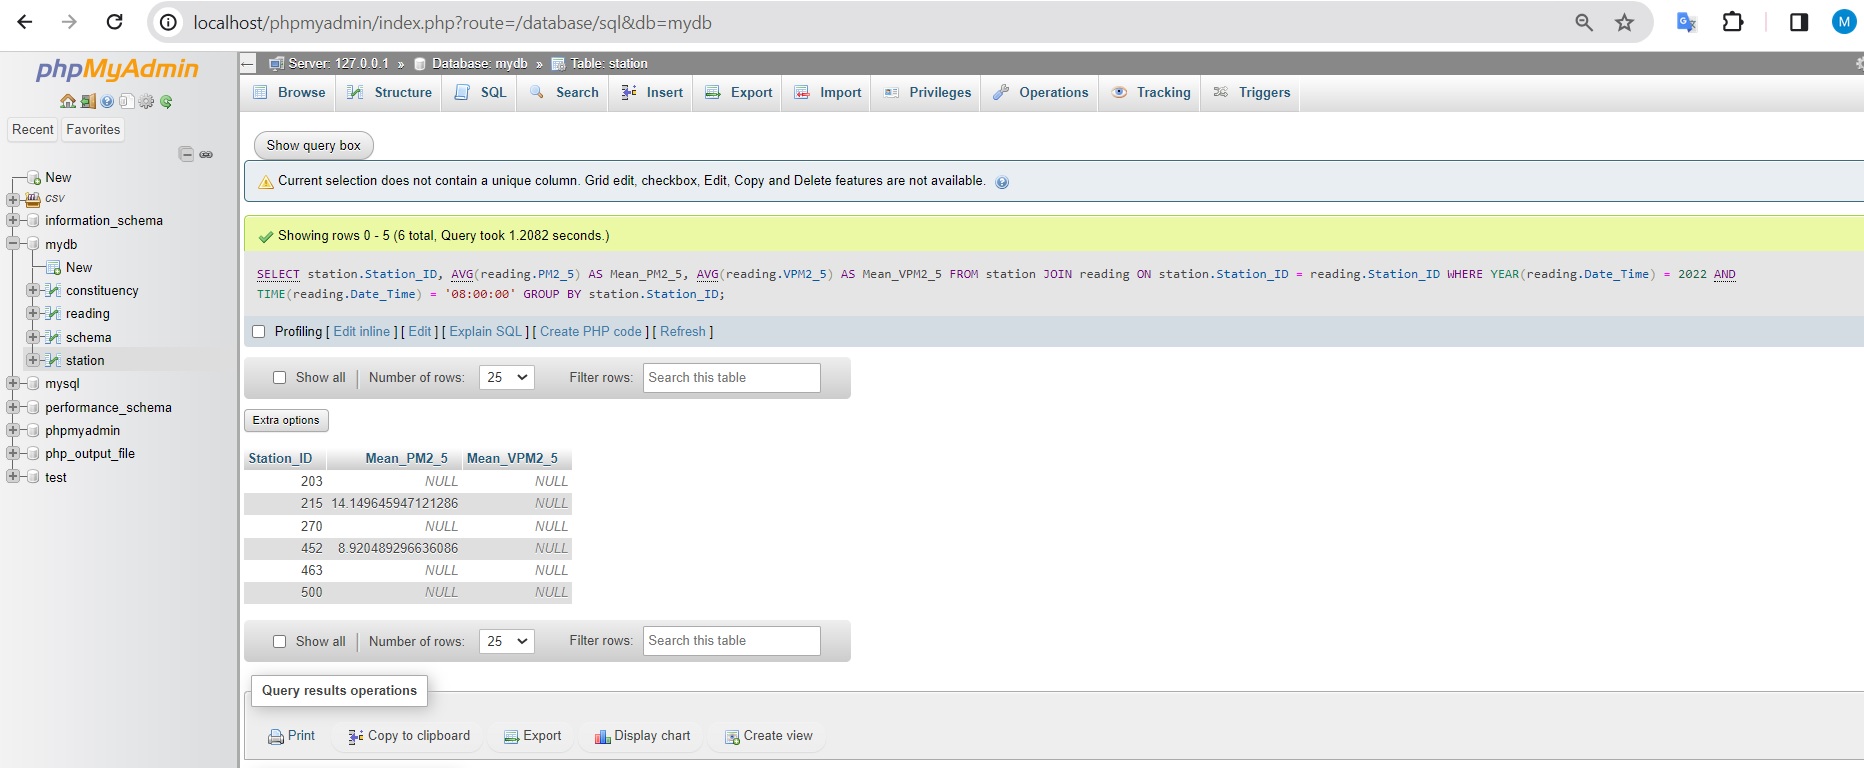 localhost/phpmyadmin/index.php?route=/database/sql&db=mydb
M
phpMyAdmin
Recent Favorites
New
csv
information_schema
mydb
New
constituency
reading
schema
station
mysql
performance_schema
phpmyadmin
php_output_file
test
Server: 127.0.0.1 » Database: mydb » Table: station
Browse Structure SQL Search Insert Export Import Privileges Operations Tracking Triggers
Show query box
Current selection does not contain a unique column. Grid edit, checkbox, Edit, Copy and Delete features are not available.
Showing rows 0 - 5 (6 total, Query took 1.2082 seconds.)
SELECT station.Station_ID, AVG(reading.PM2_5) AS Mean_PM2_5, AVG(reading.VPM2_5) AS Mean_VPM2_5 FROM station JOIN reading ON station.Station_ID = reading.Station_ID WHERE YEAR(reading.Date_Time) = 2022 AND
TIME(reading.Date_Time) = '08:00:00' GROUP BY station.Station_ID;
Profiling [ Edit inline ] [ Edit ] [ Explain SQL ] [ Create PHP code ] [ Refresh ]
Show all | Number of rows: 25 Filter rows: Search this table
Extra options
Station_ID Mean_PM2_5 Mean_VPM2_5
203 NULL NULL
215 14.149645947121286 NULL
270 NULL NULL
452 8.920489296636086 NULL
463 NULL NULL
500 NULL NULL
Show all | Number of rows: 25 Filter rows: Search this table
Query results operations
Print Copy to clipboard Export Display chart Create view